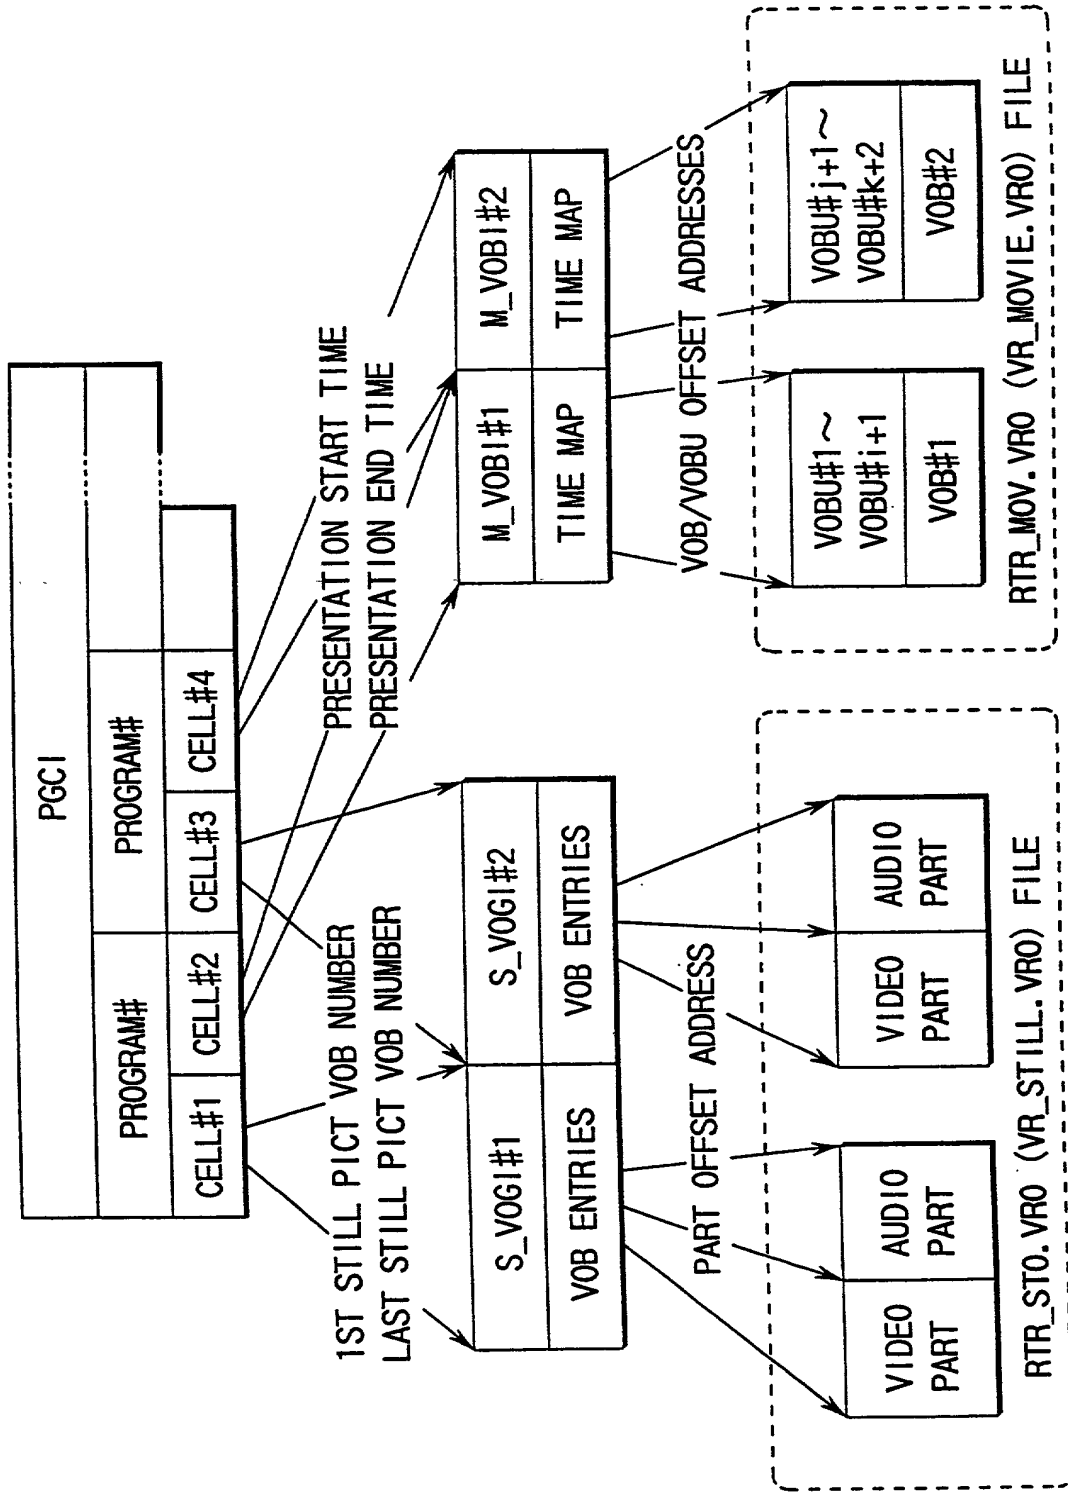 PGCI
PROGRAM#
PROGRAM#
CELL#1
CELL#2
CELL#3
CELL#4
1ST STILL PICT VOB NUMBER
LAST STILL PICT VOB NUMBER
PRESENTATION START TIME
PRESENTATION END TIME
S_VOGI#1
S_VOGI#2
VOB ENTRIES
VOB ENTRIES
M_VOBI#1
M_VOBI#2
TIME MAP
TIME MAP
PART OFFSET ADDRESS
VOB/VOBU OFFSET ADDRESSES
VIDEO
PART
AUDIO
PART
VIDEO
PART
AUDIO
PART
VOBU#1~
VOBU#i+1
VOB#1
VOBU#j+1~
VOBU#k+2
VOB#2
RTR_STO.VRO (VR_STILL.VRO) FILE
RTR_MOV.VRO (VR_MOVIE.VRO) FILE